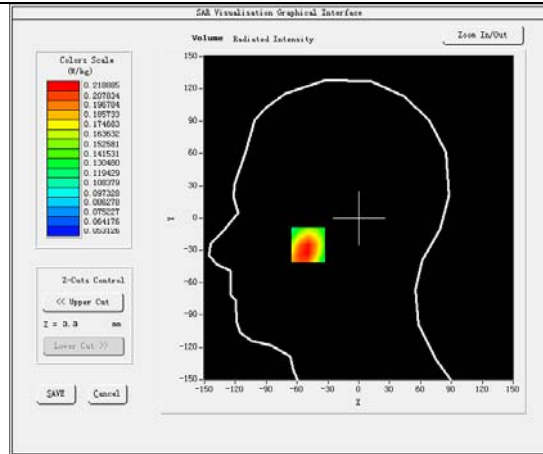 SAR Visualisation Graphical Interface
Volume Radiated Intensity
Zoom In/Out
Colors Scale
(W/kg)
0.218885
0.207834
0.196784
0.185733
0.174683
0.163632
0.152581
0.141531
0.130480
0.119429
0.108379
0.097328
0.086278
0.075227
0.064176
0.053126
Z-Cuts Control
<< Upper Cut
Z = 3.3 mm
Lower Cut >>
SAVE Cancel
Y
150
120
90
60
30
0
-30
-60
-90
-120
-150
-150 -120 -90 -60 -30 0 30 60 90 120 150
X